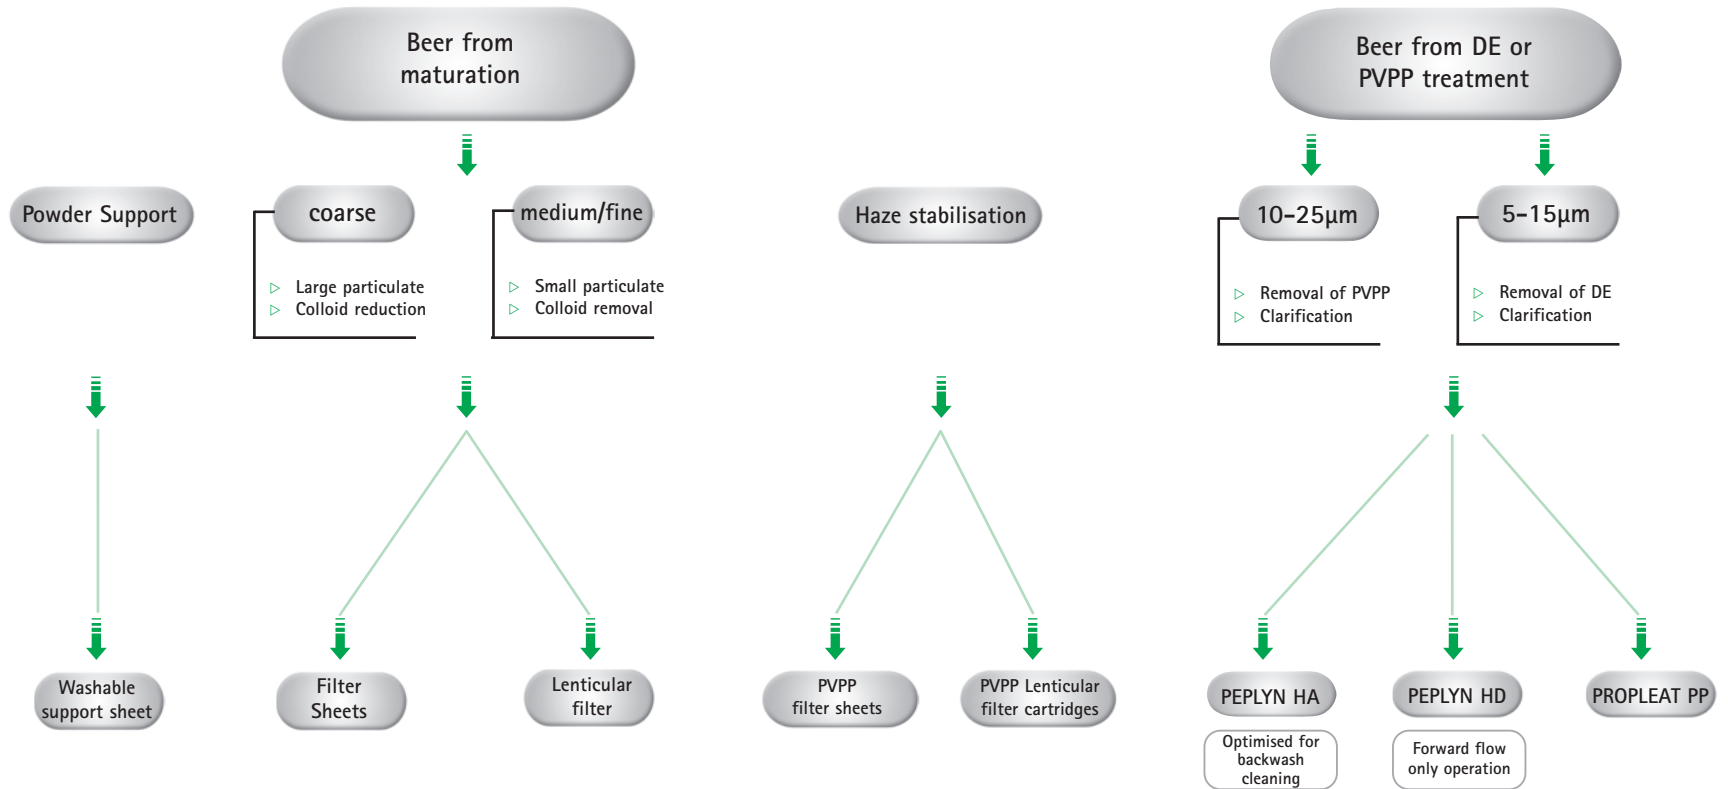 Beer from
maturation
Beer from DE or
PVPP treatment
Powder Support
coarse
medium/fine
Haze stabilisation
10-25µm
5-15µm
Large particulate
Colloid reduction
Small particulate
Colloid removal
Removal of PVPP
Clarification
Removal of DE
Clarification
Washable
support sheet
Filter
Sheets
Lenticular
filter
PVPP
filter sheets
PVPP Lenticular
filter cartridges
PEPLYN HA
PEPLYN HD
PROPLEAT PP
Optimised for
backwash
cleaning
Forward flow
only operation